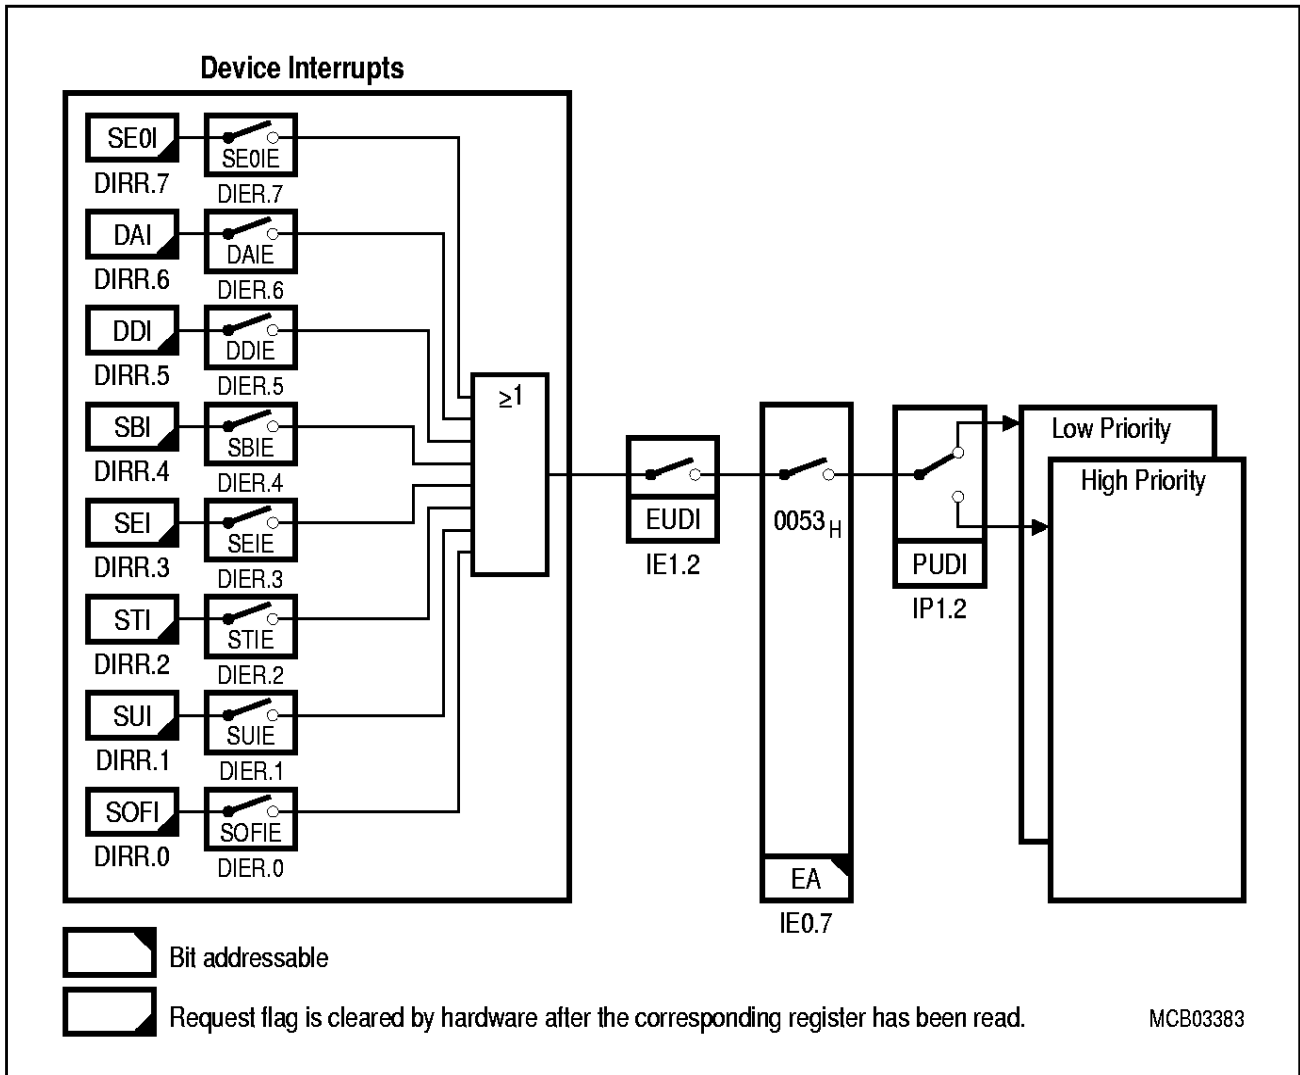 Device Interrupts
SE0I
SE0IE
DIRR.7
DIER.7
DAI
DAIE
DIRR.6
DIER.6
DDI
DDIE
DIRR.5
DIER.5
SBI
SBIE
DIRR.4
DIER.4
SEI
SEIE
DIRR.3
DIER.3
STI
STIE
DIRR.2
DIER.2
SUI
SUIE
DIRR.1
DIER.1
SOFI
SOFIE
DIRR.0
DIER.0
≥1
EUDI
IE1.2
0053H
EA
IE0.7
PUDI
IP1.2
Low Priority
High Priority
Bit addressable
Request flag is cleared by hardware after the corresponding register has been read.
MCB03383